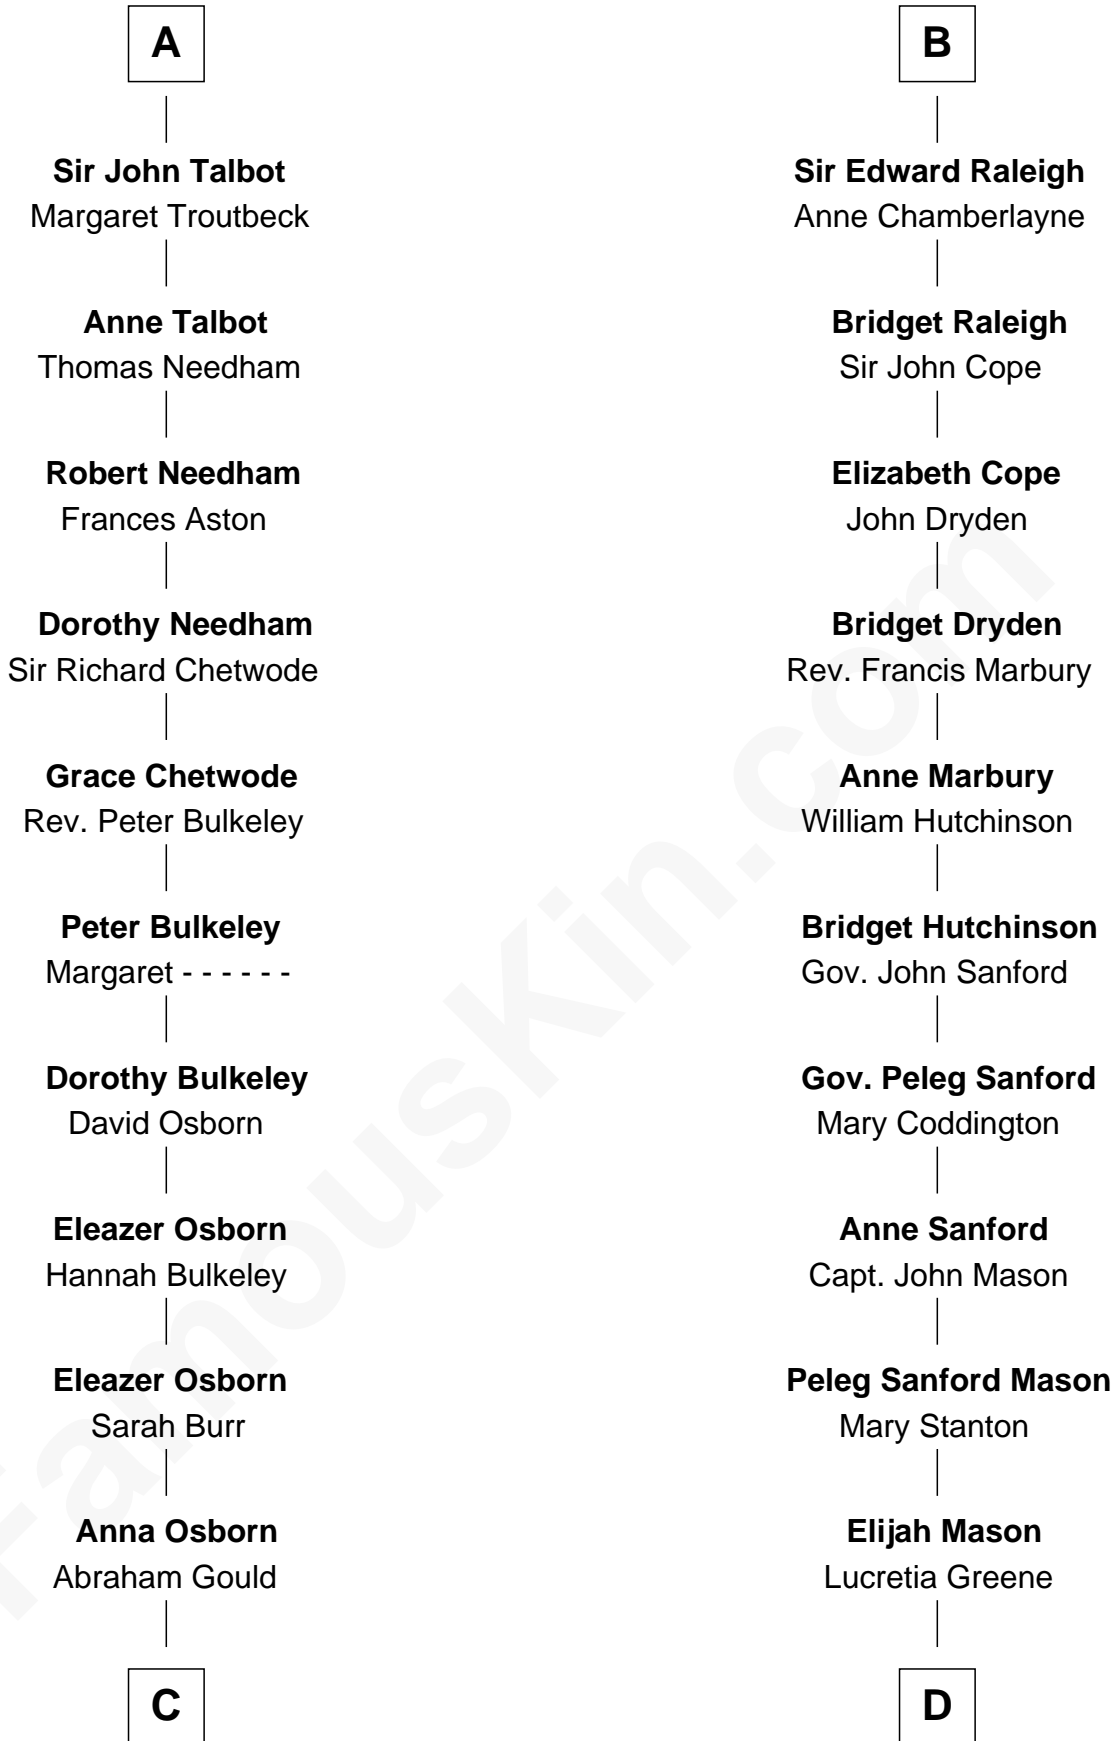 A
Sir John Talbot
Margaret Troutbeck
Anne Talbot
Thomas Needham
Robert Needham
Frances Aston
Dorothy Needham
Sir Richard Chetwode
Grace Chetwode
Rev. Peter Bulkeley
Peter Bulkeley
Margaret - - - - - -
Dorothy Bulkeley
David Osborn
Eleazer Osborn
Hannah Bulkeley
Eleazer Osborn
Sarah Burr
Anna Osborn
Abraham Gould
C
B
Sir Edward Raleigh
Anne Chamberlayne
Bridget Raleigh
Sir John Cope
Elizabeth Cope
John Dryden
Bridget Dryden
Rev. Francis Marbury
Anne Marbury
William Hutchinson
Bridget Hutchinson
Gov. John Sanford
Gov. Peleg Sanford
Mary Coddington
Anne Sanford
Capt. John Mason
Peleg Sanford Mason
Mary Stanton
Elijah Mason
Lucretia Greene
D
FamousKin.com